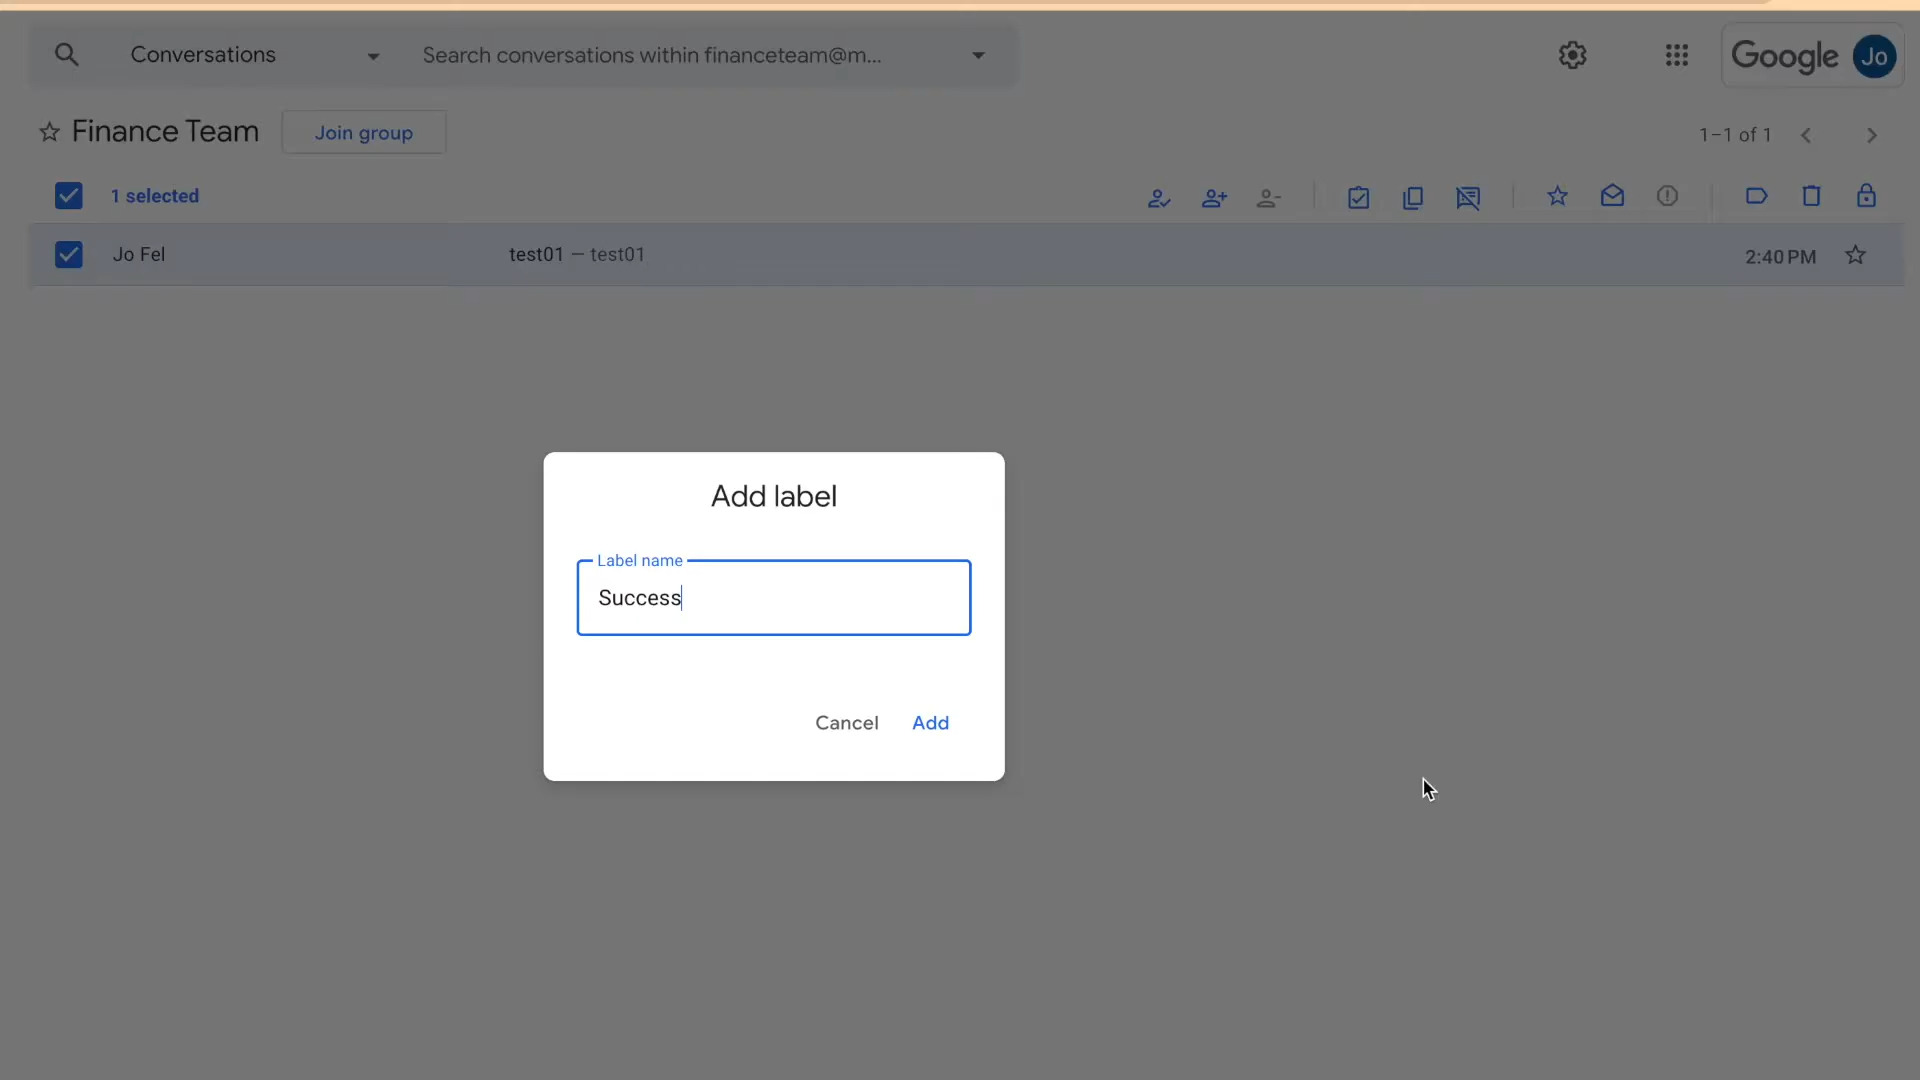 Conversations Search conversations within financeteam@m...
Google Jo
Finance Team Join group
1–1 of 1
1 selected
Jo Fel test01 — test01 2:40 PM
Add label
Label name
Success
Cancel Add